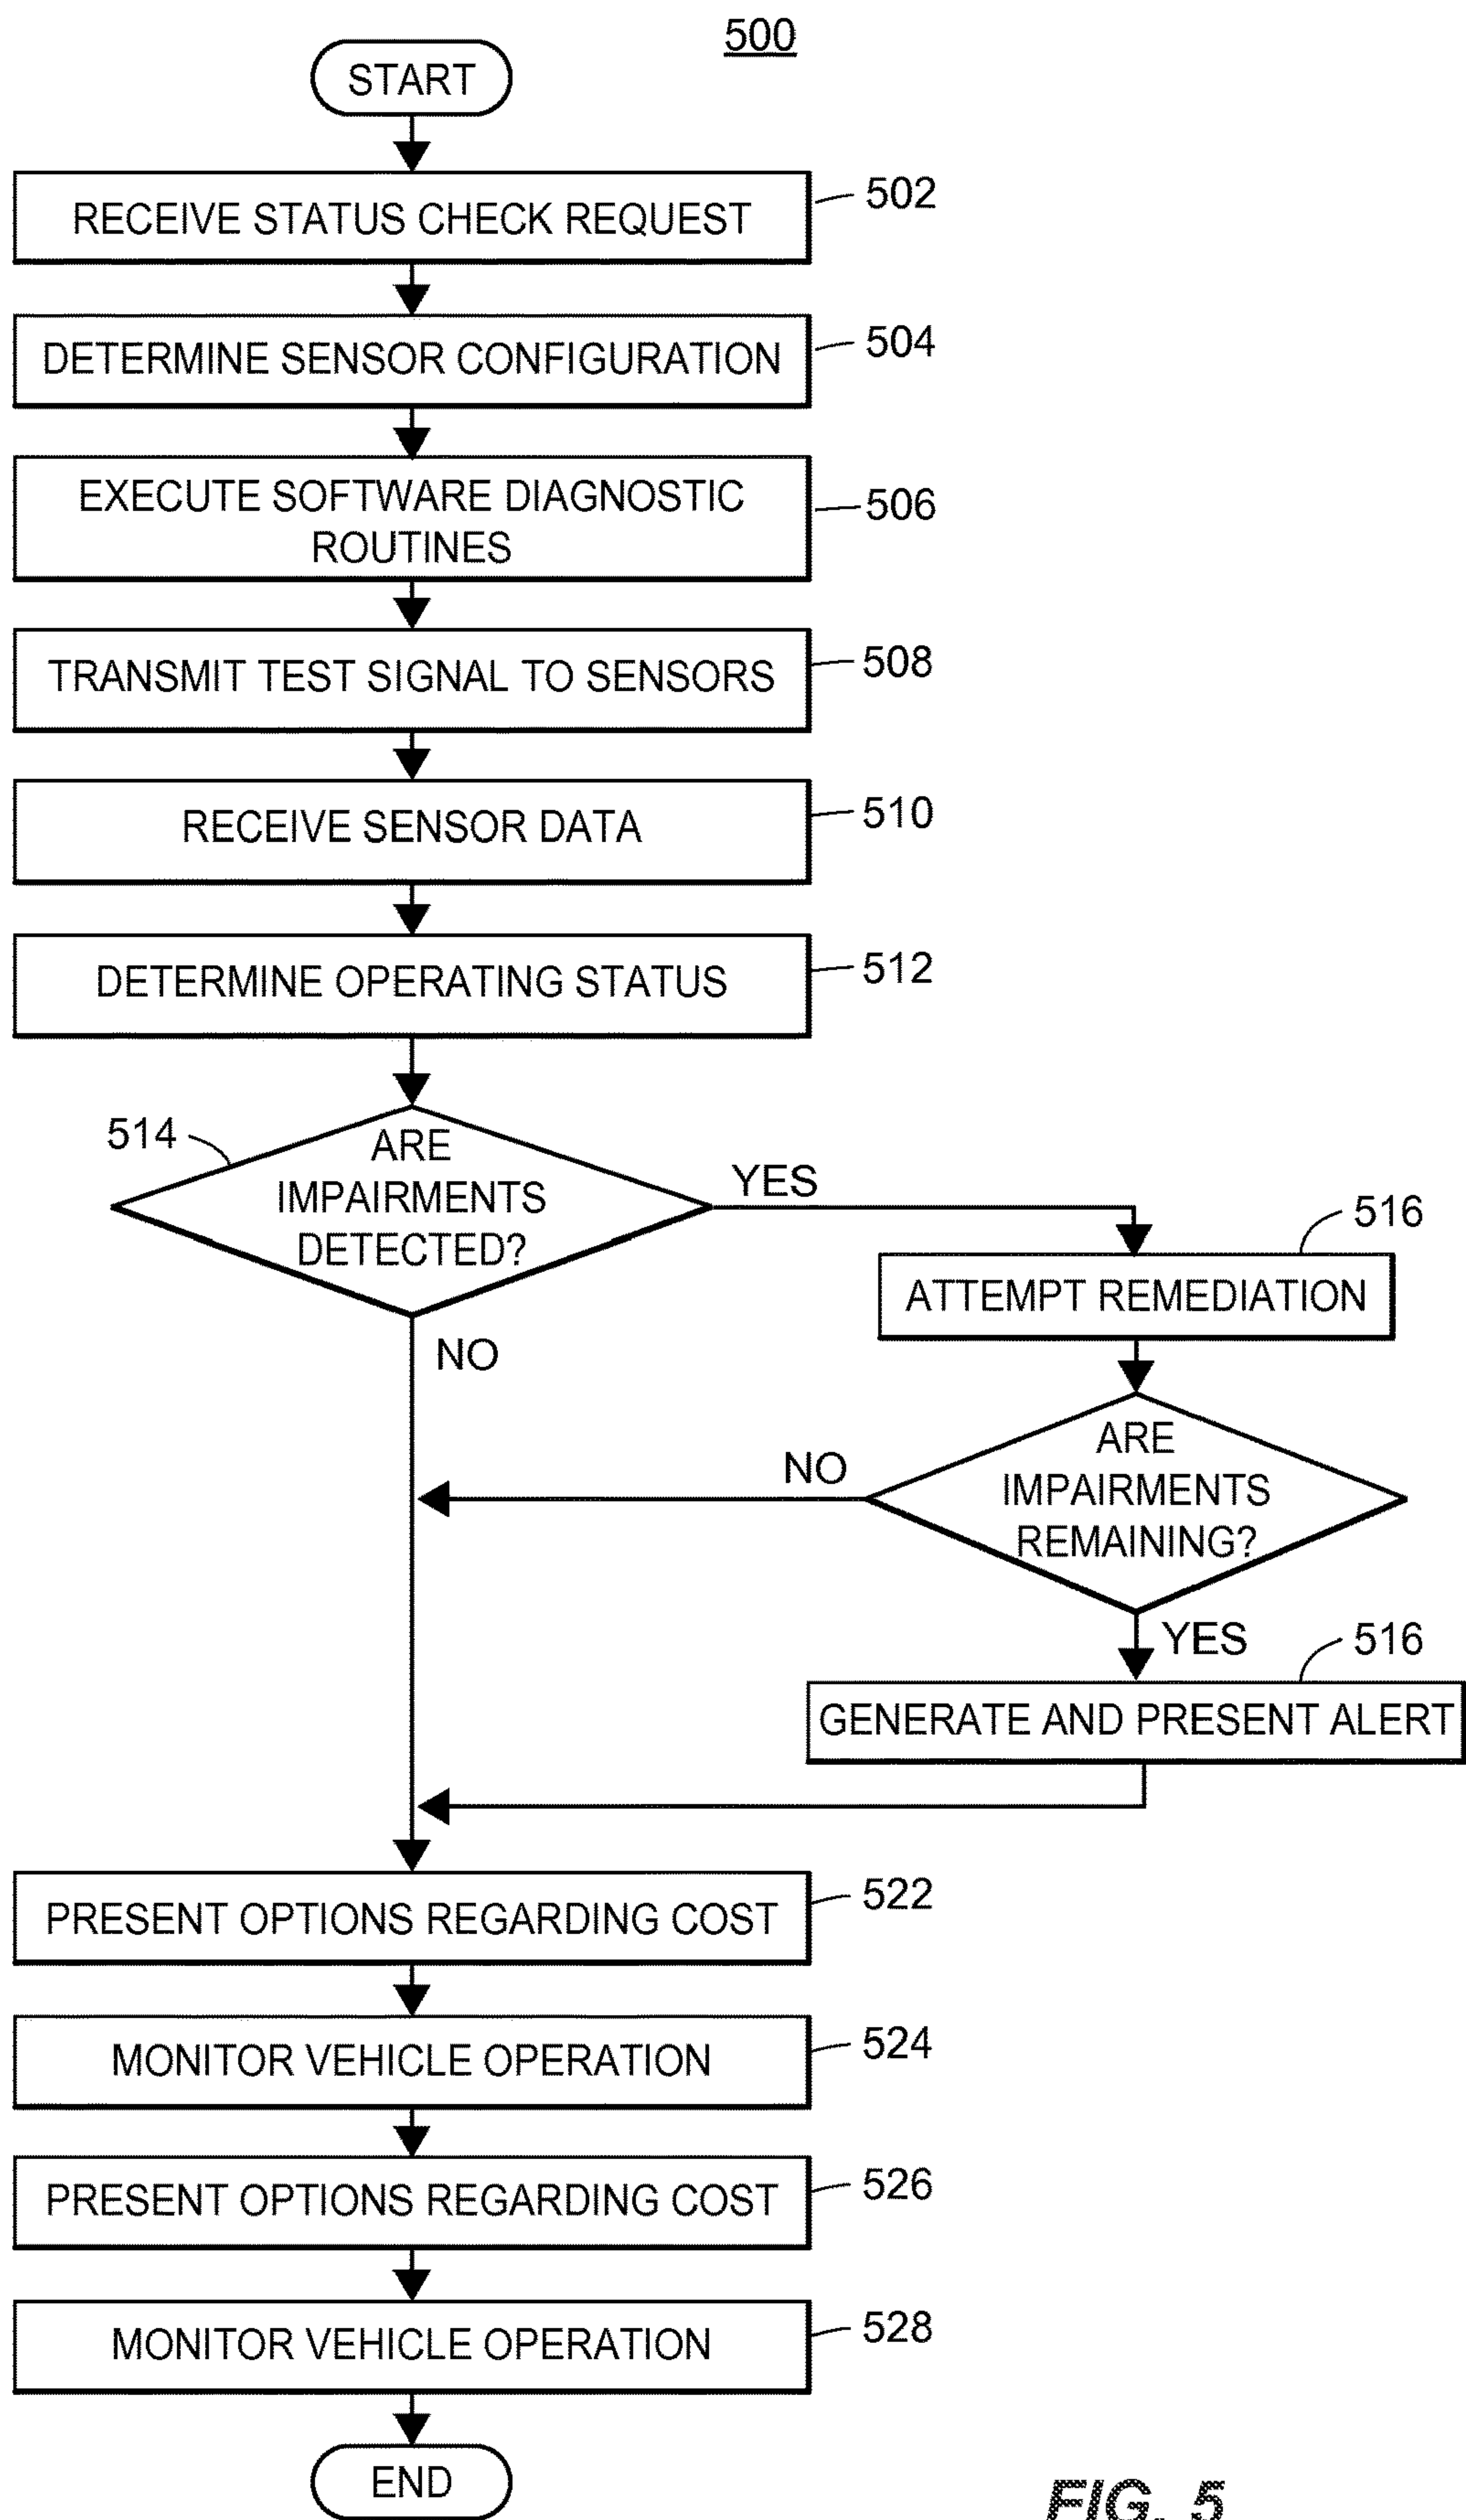 500
START
RECEIVE STATUS CHECK REQUEST
502
DETERMINE SENSOR CONFIGURATION
504
EXECUTE SOFTWARE DIAGNOSTIC
ROUTINES
506
TRANSMIT TEST SIGNAL TO SENSORS
508
RECEIVE SENSOR DATA
510
DETERMINE OPERATING STATUS
512
514
ARE
IMPAIRMENTS
DETECTED?
YES
NO
516
ATTEMPT REMEDIATION
ARE
IMPAIRMENTS
REMAINING?
NO
YES
516
GENERATE AND PRESENT ALERT
PRESENT OPTIONS REGARDING COST
522
MONITOR VEHICLE OPERATION
524
PRESENT OPTIONS REGARDING COST
526
MONITOR VEHICLE OPERATION
528
END
FIG. 5